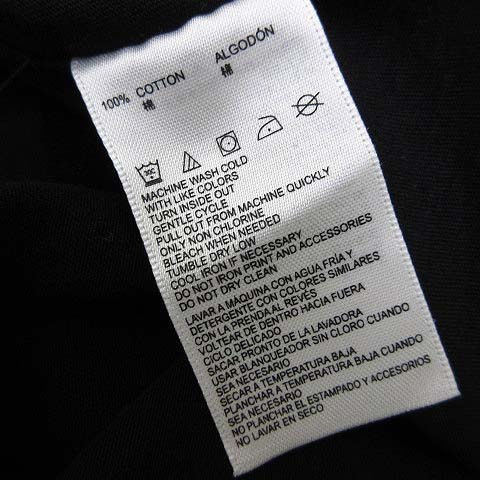 100% COTTON ALGODÓN
棉 棉
30C
MACHINE WASH COLD
WITH LIKE COLORS
TURN INSIDE OUT
GENTLE CYCLE
PULL OUT FROM MACHINE QUICKLY
ONLY NON CHLORINE
BLEACH WHEN NEEDED
TUMBLE DRY LOW
COOL IRON IF NECESSARY
DO NOT IRON PRINT AND ACCESSORIES
DO NOT DRY CLEAN
LAVAR A MAQUINA CON AGUA FRÍA Y
DETERGENTE CON COLORES SIMILARES
CON LA PRENDA AL REVÉS
VOLTEAR DE DENTRO HACIA FUERA
CICLO DELICADO
SACAR PRONTO DE LA LAVADORA
USAR BLANQUEADOR SIN CLORO CUANDO
SEA NECESARIO
SECAR A TEMPERATURA BAJA
PLANCHAR A TEMPERATURA BAJA CUANDO
SEA NECESARIO
NO PLANCHAR EL ESTAMPADO Y ACCESORIOS
NO LAVAR EN SECO